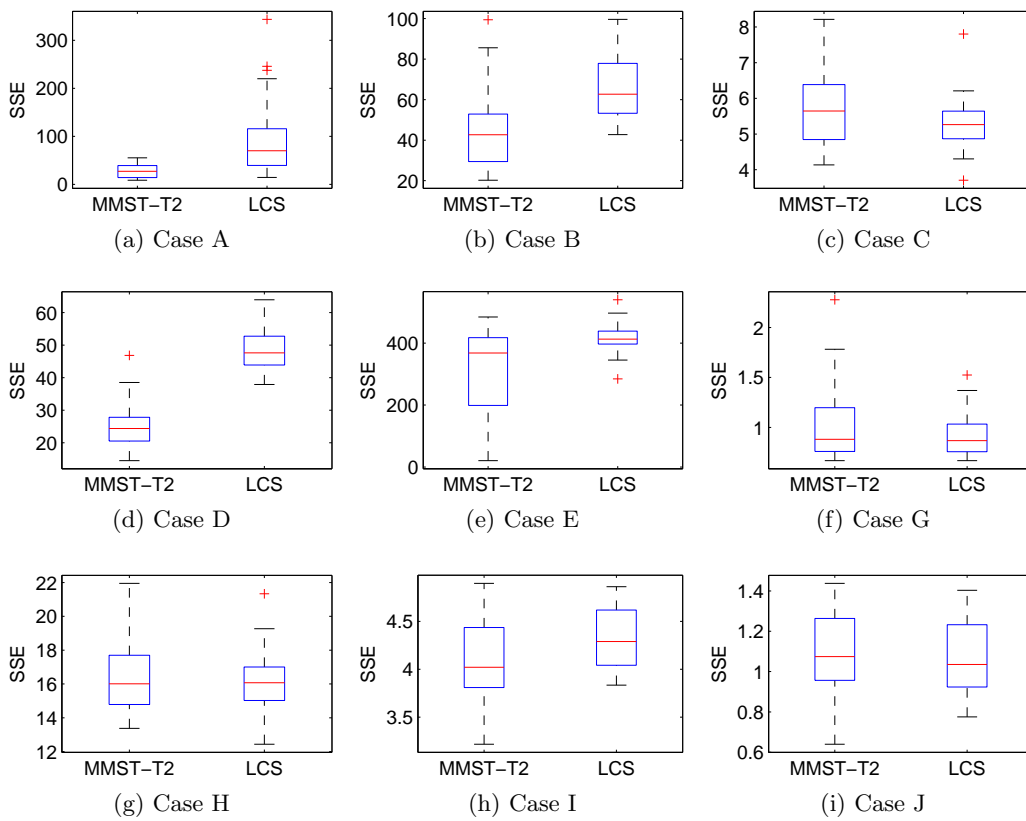 300
200
100
0
SSE
MMST-T2 LCS
(a) Case A
100
80
60
40
20
SSE
MMST-T2 LCS
(b) Case B
8
7
6
5
4
SSE
MMST-T2 LCS
(c) Case C
60
50
40
30
20
SSE
MMST-T2 LCS
(d) Case D
400
200
0
SSE
MMST-T2 LCS
(e) Case E
2
1.5
1
SSE
MMST-T2 LCS
(f) Case G
22
20
18
16
14
12
SSE
MMST-T2 LCS
(g) Case H
4.5
4
3.5
SSE
MMST-T2 LCS
(h) Case I
1.4
1.2
1
0.8
0.6
SSE
MMST-T2 LCS
(i) Case J